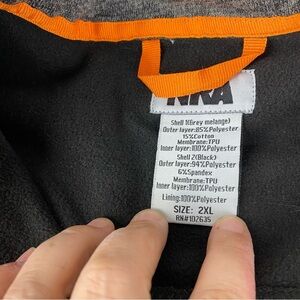 NRA
Shell 1(Grey melange)
Outer layer:85%Polyester
15%Cotton
Membrane:TPU
Inner layer:100%Polyester
Shell 2(Black)
Outer layer:94%Polyester
6%Spandex
Membrane:TPU
Inner layer:100%Polyester
Lining:100%Polyester
SIZE: 2XL
RN#102635